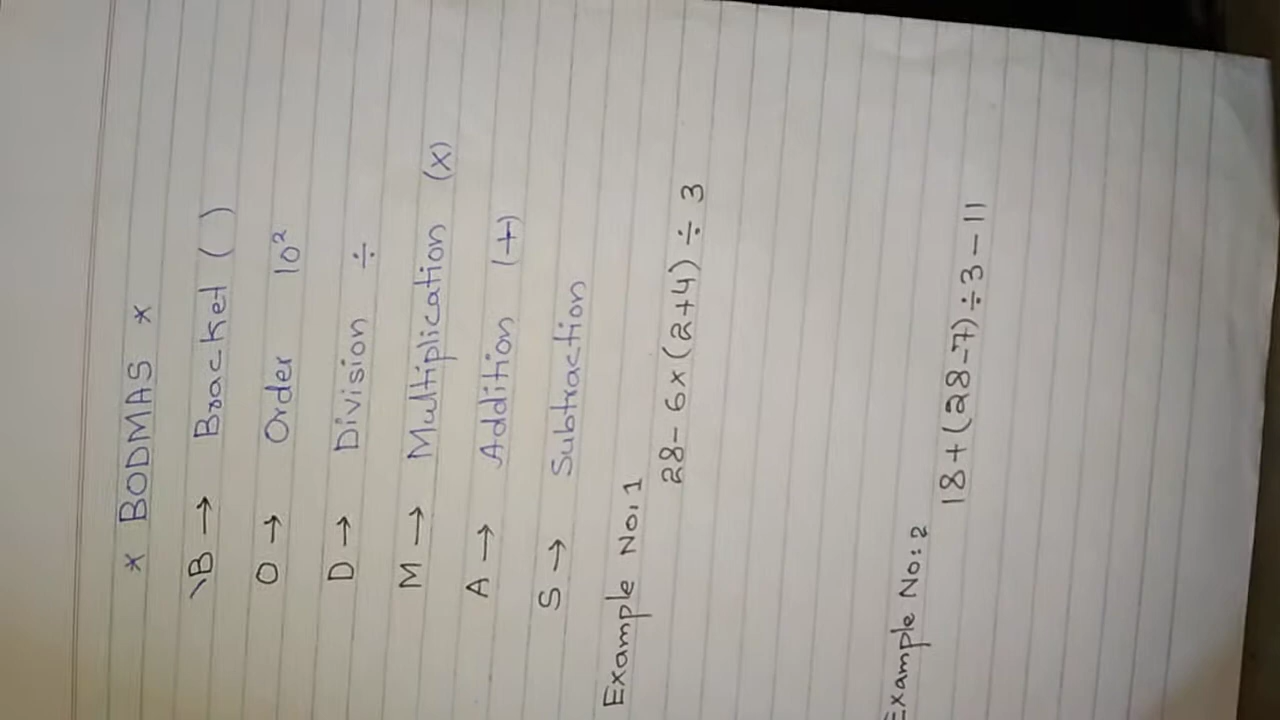 * BODMAS *
B → Bracket ( )
O → Order 10²
D → Division ÷
M → Multiplication (x)
A → Addition (+)
S → Subtraction
Example No: 1
28 - 6 x (2+4) ÷ 3
Example No: 2
18 + (28-7) ÷ 3 - 11